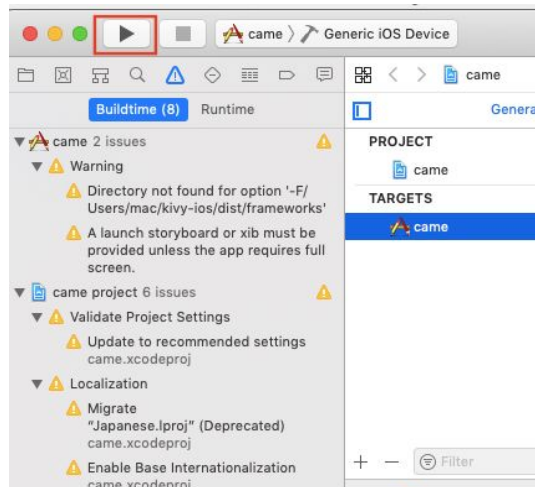 came 〉 Generic iOS Device
came
Buildtime (8) Runtime
Genera
came 2 issues
Warning
Directory not found for option '-F/
Users/mac/kivy-ios/dist/frameworks'
A launch storyboard or xib must be
provided unless the app requires full
screen.
came project 6 issues
Validate Project Settings
Update to recommended settings
came.xcodeproj
Localization
Migrate
“Japanese.lproj” (Deprecated)
came.xcodeproj
Enable Base Internationalization
came.xcodeproj
PROJECT
came
TARGETS
came
Filter